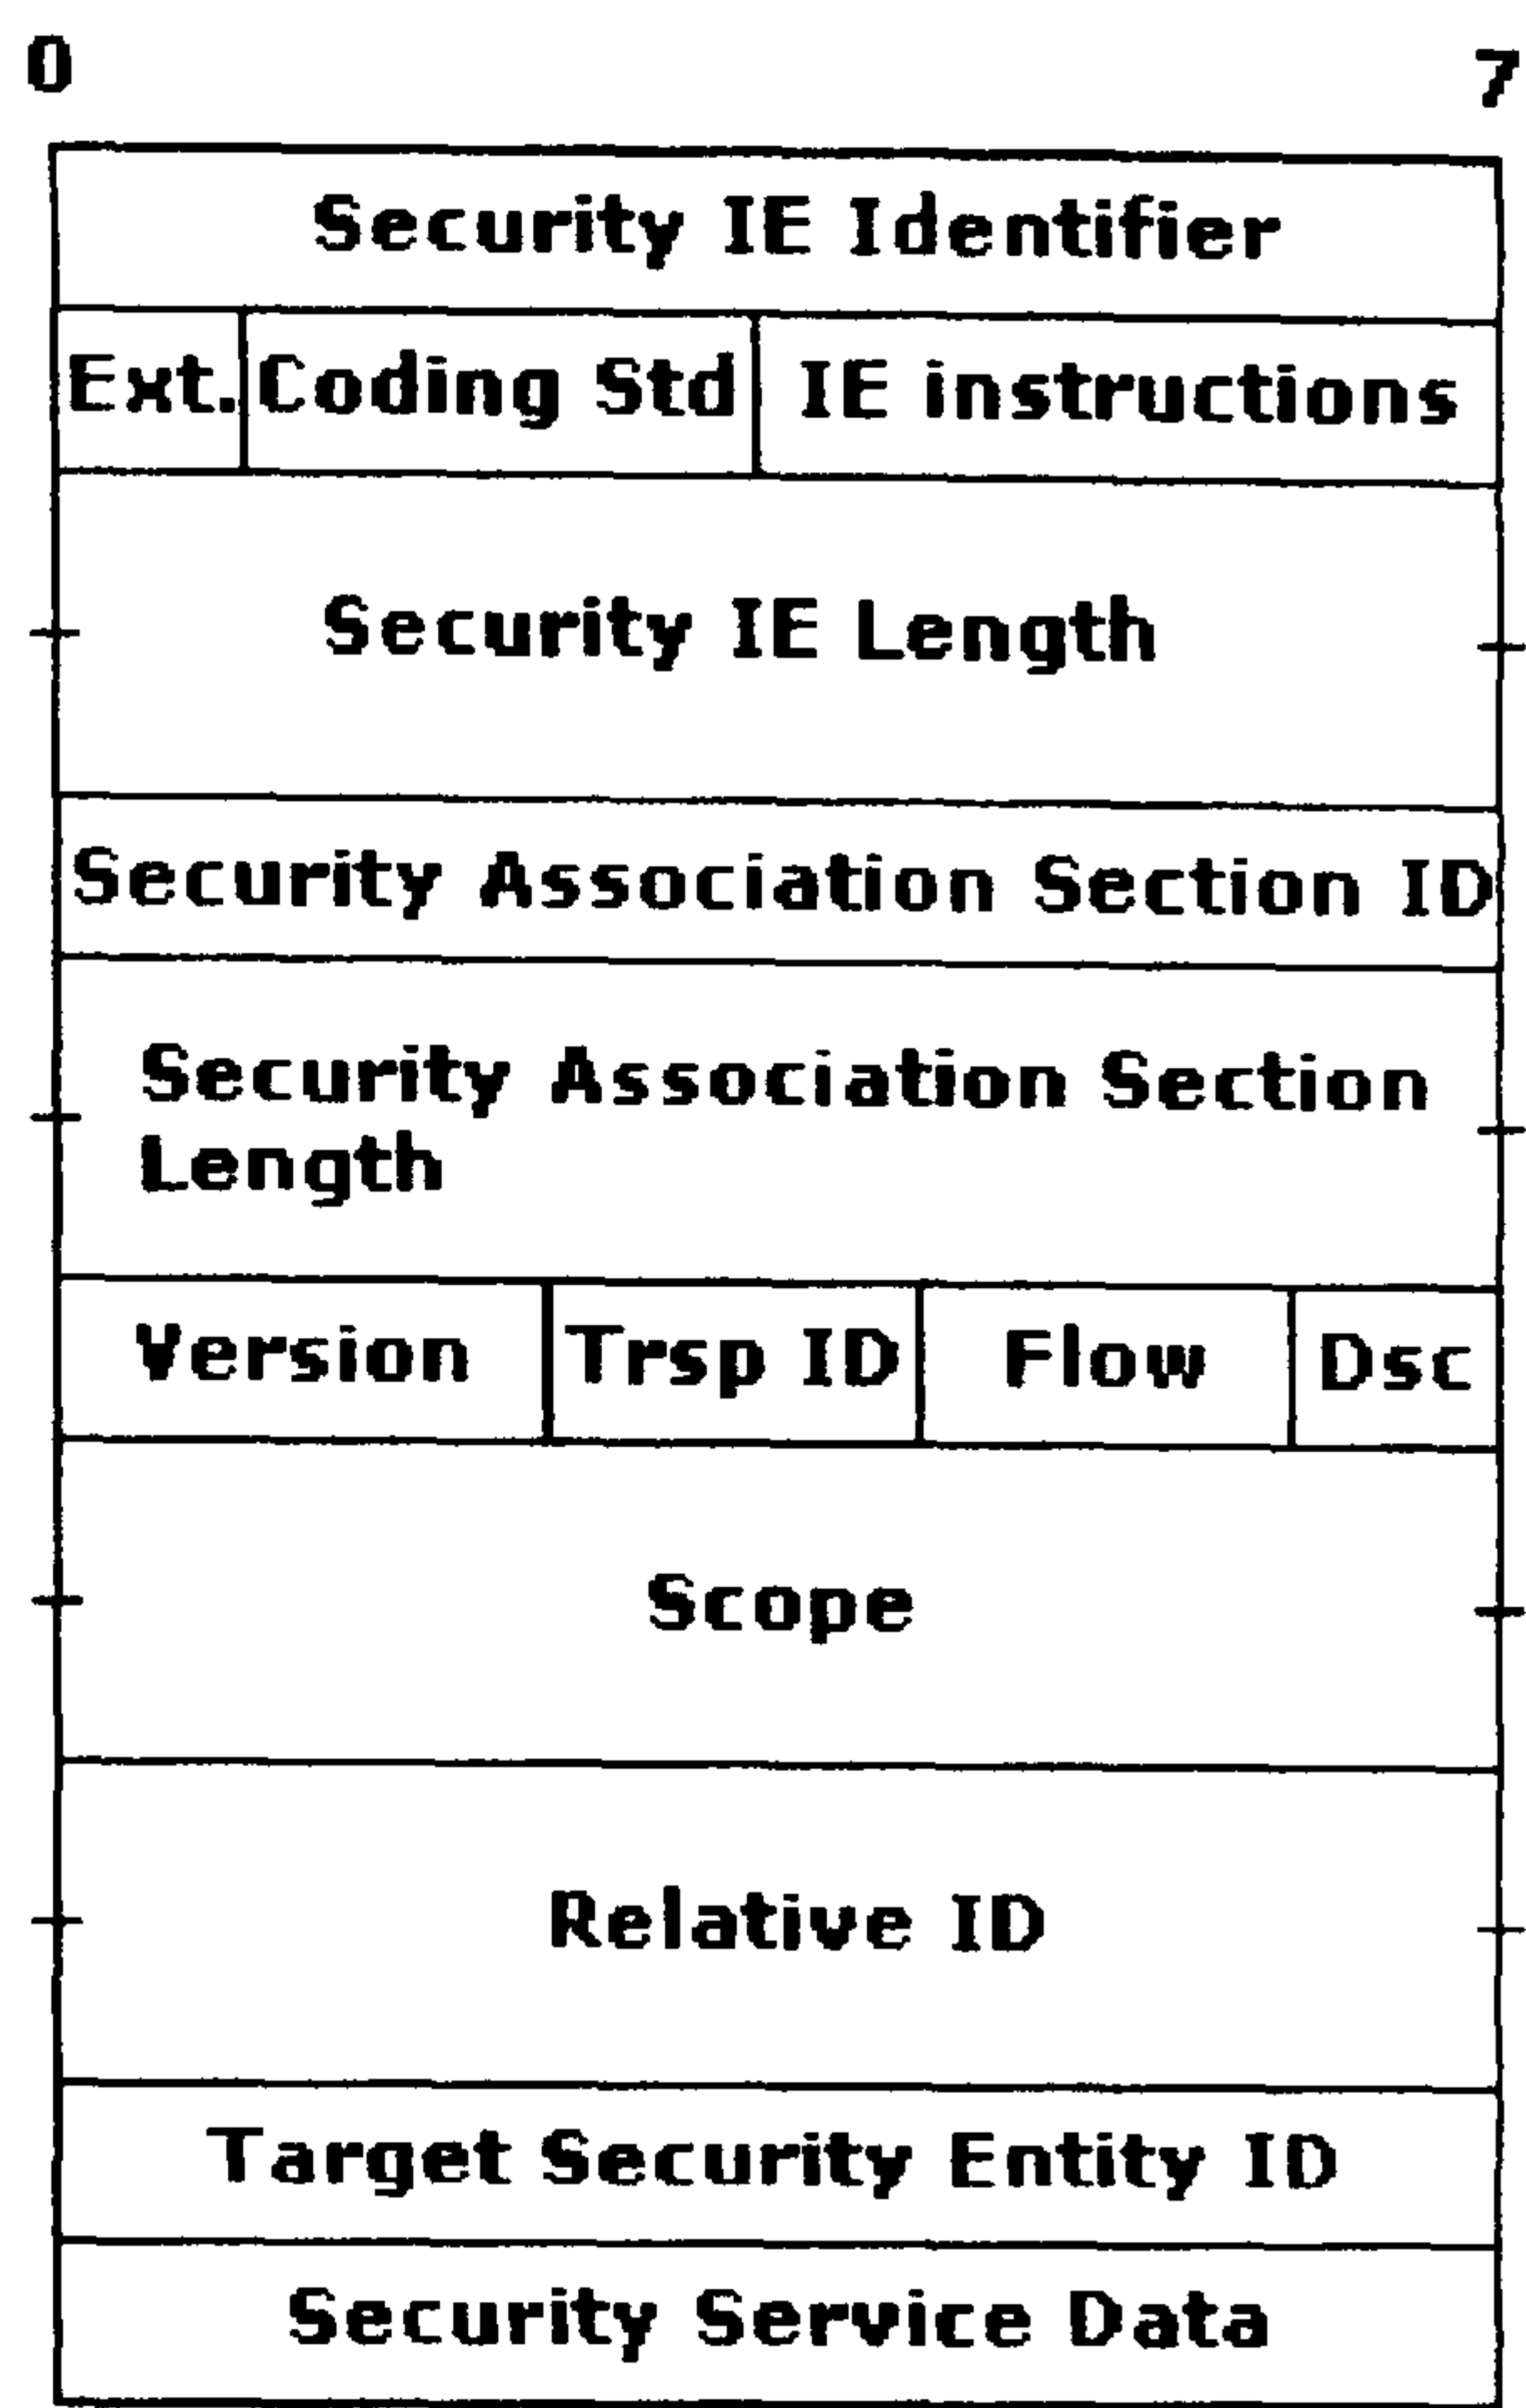 0 7
Security IE Identifier
Ext. Coding Std IE instructions
Security IE Length
Security Association Section ID
Security Association Section
Length
Version Trsp ID Flow Dsc
Scope
Relative ID
Target Security Entity ID
Security Service Data